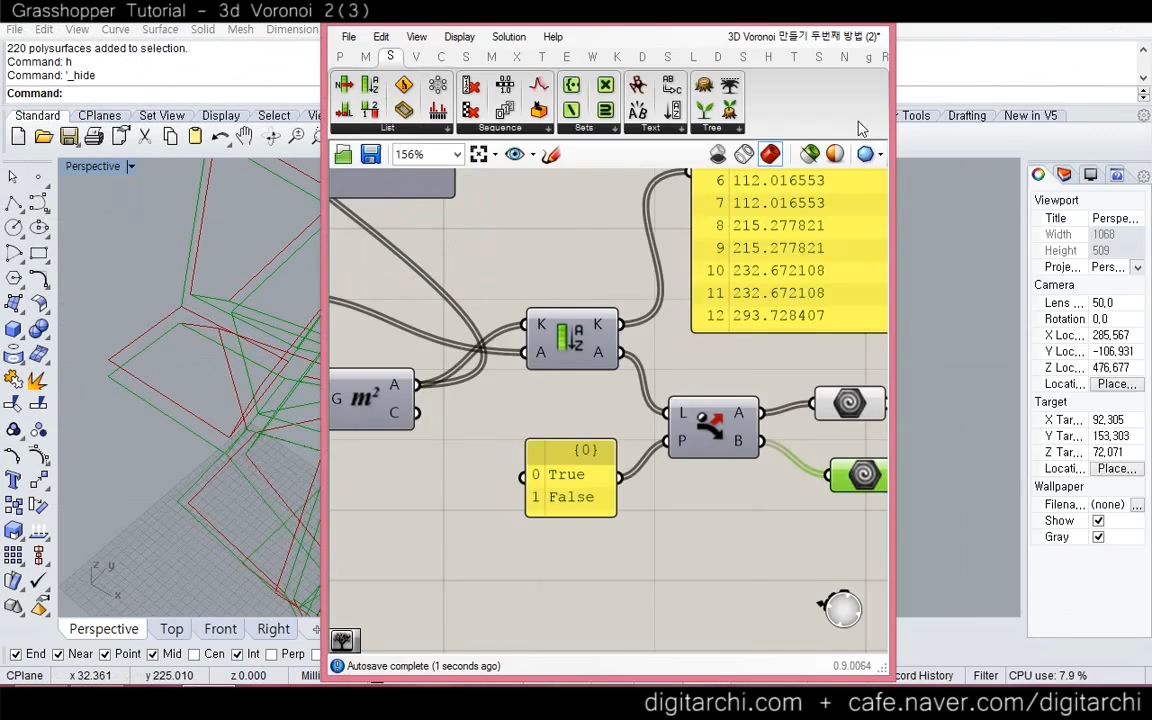 Grasshopper Tutorial - 3d Voronoi 2(3)
File Edit View Curve Surface Solid Mesh Dimension
220 polysurfaces added to selection.
Command: h
Command: '_hide
Command:
Standard CPlanes Set View Display Select
Tools Drafting New in V5
Perspective
File Edit View Display Solution Help
3D Voronoi 만들기 두번째 방법 (2)*
P M S V C S M X T I E W K D L M D S T S N g R
List Sequence Sets Text Tree
156%
6 112.016553
7 112.016553
8 215.277821
9 215.277821
10 232.672108
11 232.672108
12 293.728407
K K
A A
A Z
G m² A
C
L A
P B
{0}
0 True
1 False
Autosave complete (1 seconds ago)
0.9.0064
Viewport
Title Perspe...
Width 1068
Height 509
Proje... Pers...
Camera
Lens ... 50,0
Rotation 0,0
X Loc... 285,567
Y Loc... -106,931
Z Loc... 476,677
Locati... Place...
Target
X Tar... 92,305
Y Tar... 153,303
Z Tar... 72,071
Locati... Place...
Wallpaper
Filena... (none) ...
Show
Gray
z y
x
Perspective Top Front Right
End Near Point Mid Cen Int Perp
CPlane x 32.361 y 225.010 z 0.000 Milli
cord History Filter CPU use: 7.9 %
digitarchi.com + cafe.naver.com/digitarchi